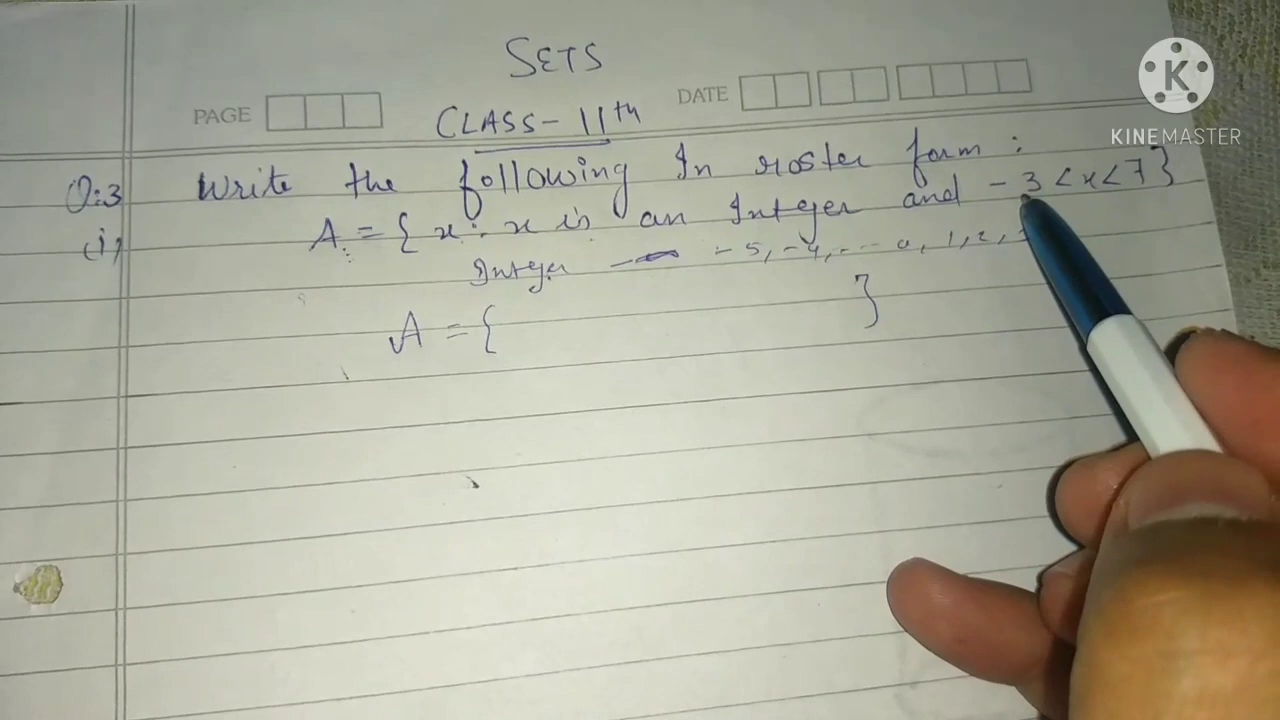 SETS
PAGE
DATE
CLASS - 11th
Q:3 Write the following In roster form :
(i) A = { x : x is an Integer and - 3 < x < 7 }
Integer - 5, - 4, --- 0, 1, 2,
A = { }
K
KINEMASTER